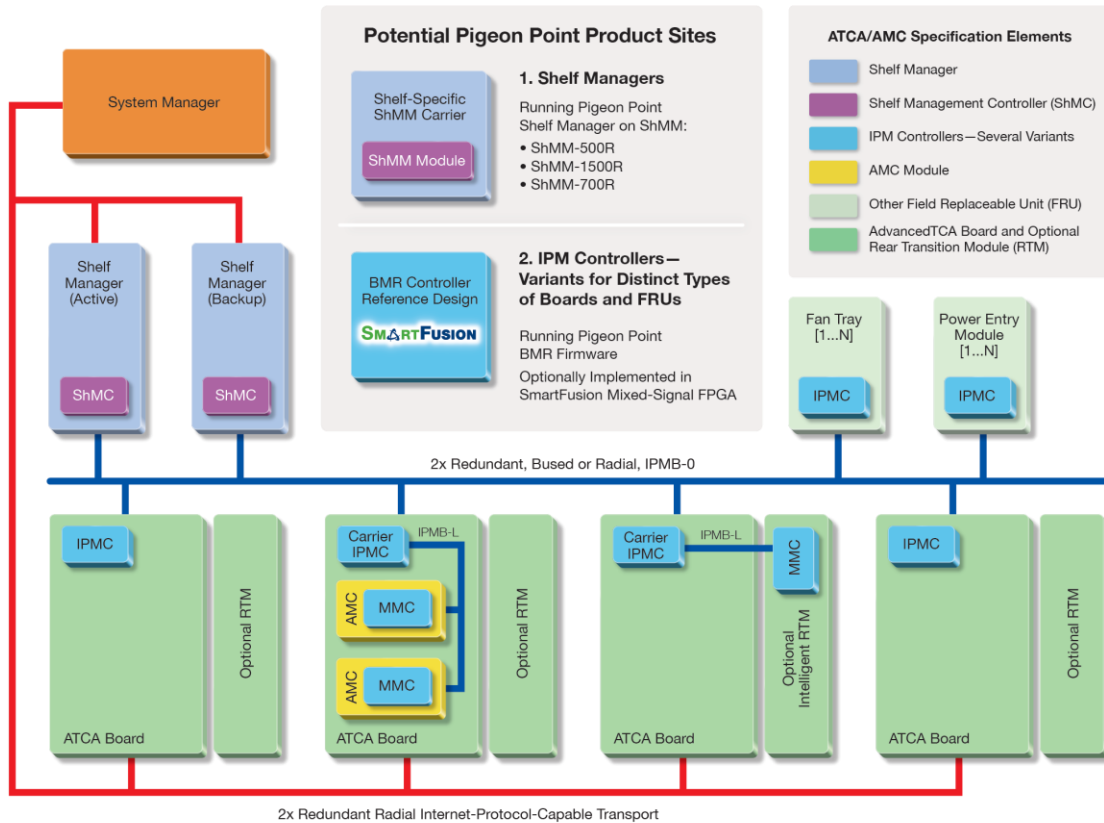 System Manager
Potential Pigeon Point Product Sites
Shelf-Specific
ShMM Carrier
ShMM Module
1. Shelf Managers
Running Pigeon Point
Shelf Manager on ShMM:
• ShMM-500R
• ShMM-1500R
• ShMM-700R
BMR Controller
Reference Design
SMARTFUSION
2. IPM Controllers—
Variants for Distinct Types
of Boards and FRUs
Running Pigeon Point
BMR Firmware
Optionally Implemented in
SmartFusion Mixed-Signal FPGA
ATCA/AMC Specification Elements
Shelf Manager
Shelf Management Controller (ShMC)
IPM Controllers—Several Variants
AMC Module
Other Field Replaceable Unit (FRU)
AdvancedTCA Board and Optional
Rear Transition Module (RTM)
Shelf
Manager
(Active)
ShMC
Shelf
Manager
(Backup)
ShMC
Fan Tray
[1...N]
IPMC
Power Entry
Module
[1...N]
IPMC
2x Redundant, Bused or Radial, IPMB-0
IPMC
ATCA Board
Optional RTM
Carrier
IPMC
IPMB-L
AMC
MMC
AMC
MMC
ATCA Board
Optional RTM
Carrier
IPMC
IPMB-L
MMC
ATCA Board
Optional
Intelligent RTM
IPMC
ATCA Board
Optional RTM
2x Redundant Radial Internet-Protocol-Capable Transport